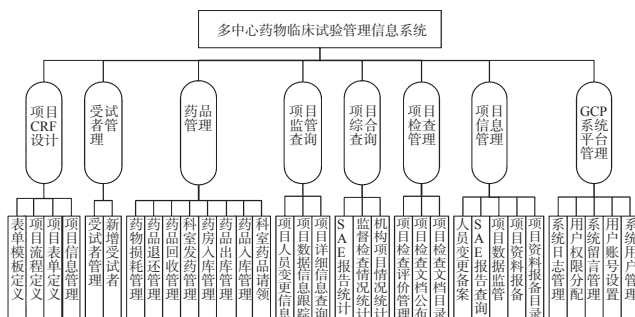 多中心药物临床试验管理信息系统
项目
CRF
设计
受试
者管
理
药品
管理
项目
监管
查询
项目
综合
查询
项目
检查
管理
项目
信息
管理
GCP
系统
平台
管理
表单模板定义
项目流程定义
项目表单定义
项目信息管理
受试者管理
新增受试者
药物损耗管理
药品退还管理
药品回收管理
科室发药管理
药房入库管理
药品出库管理
药品入库管理
科室药品请领
项目人员变更信息
项目数据信息跟踪
项目详细信息查询
SAE报告统计
监督检查情况统计
机构项目情况统计
项目检查评价管理
项目检查文档公布
项目检查文档目录
人员变更备案
SAE报告查询
项目数据监管
项目资料报备
项目资料报备目录
系统日志管理
用户权限分配
系统留言管理
用户账号设置
系统用户管理